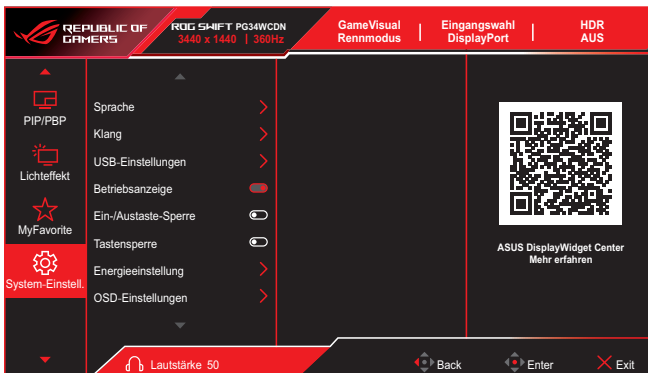 REPUBLIC OF
GAMERS
ROG SWIFT PG34WCDN
3440 x 1440 | 360Hz
GameVisual
Rennmodus
Eingangswahl
DisplayPort
HDR
AUS
PIP/PBP
Lichteffekt
MyFavorite
System-Einstell.
Sprache
Klang
USB-Einstellungen
Betriebsanzeige
Ein-/Austaste-Sperre
Tastensperre
Energieeinstellung
OSD-Einstellungen
ASUS DisplayWidget Center
Mehr erfahren
Lautstärke 50
Back
Enter
Exit